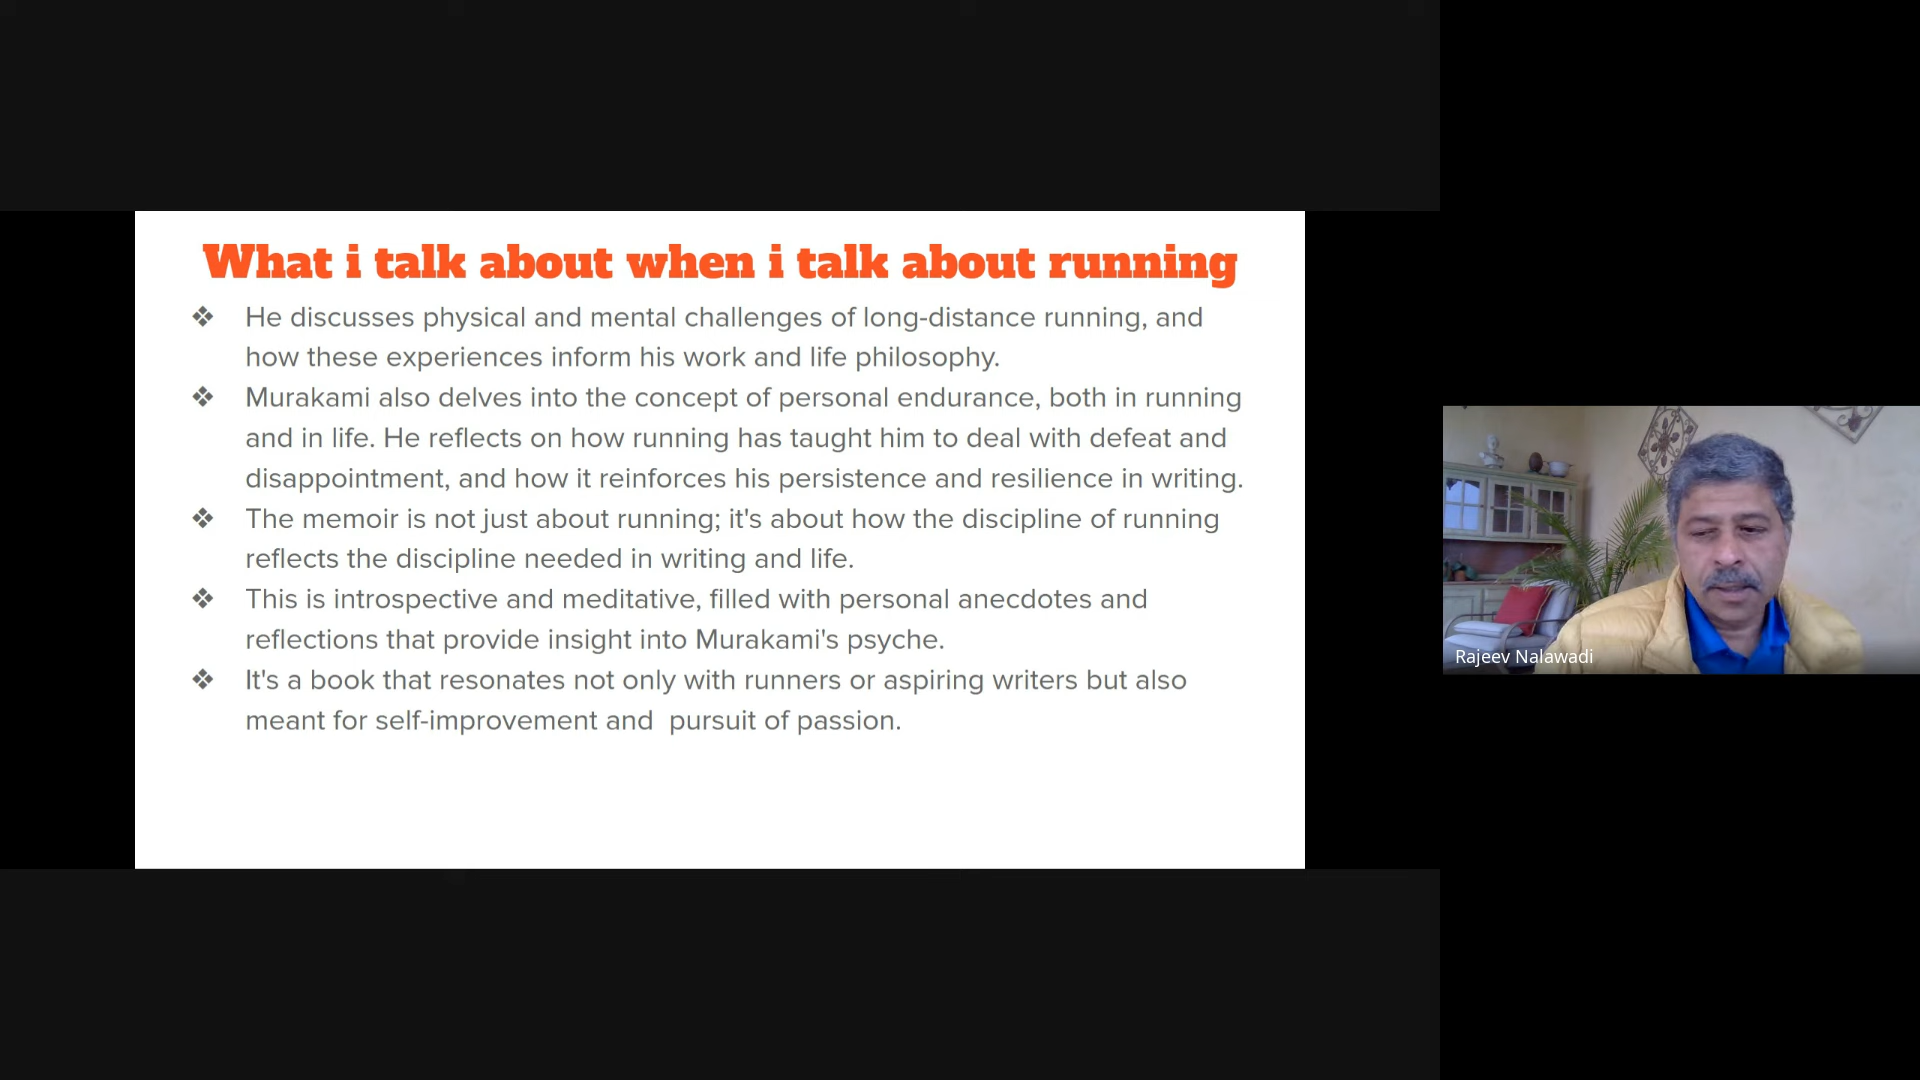 What i talk about when i talk about running
❖ He discusses physical and mental challenges of long-distance running, and
how these experiences inform his work and life philosophy.
❖ Murakami also delves into the concept of personal endurance, both in running
and in life. He reflects on how running has taught him to deal with defeat and
disappointment, and how it reinforces his persistence and resilience in writing.
❖ The memoir is not just about running; it's about how the discipline of running
reflects the discipline needed in writing and life.
❖ This is introspective and meditative, filled with personal anecdotes and
reflections that provide insight into Murakami's psyche.
❖ It's a book that resonates not only with runners or aspiring writers but also
meant for self-improvement and  pursuit of passion.
Rajeev Nalawadi